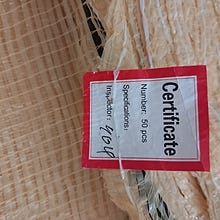 Certificate
Number: 50 pcs
Specifications:
Inspector: